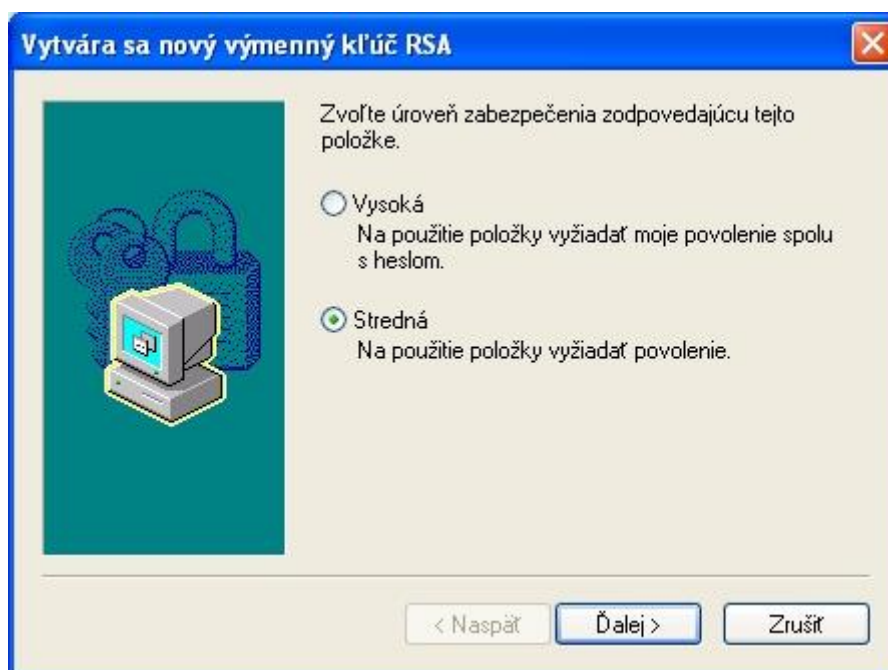 Vytvára sa nový výmenný kľúč RSA
Zvoľte úroveň zabezpečenia zodpovedajúcu tejto
položke.
Vysoká
Na použitie položky vyžiadať moje povolenie spolu
s heslom.
Stredná
Na použitie položky vyžiadať povolenie.
< Naspäť
Ďalej >
Zrušiť